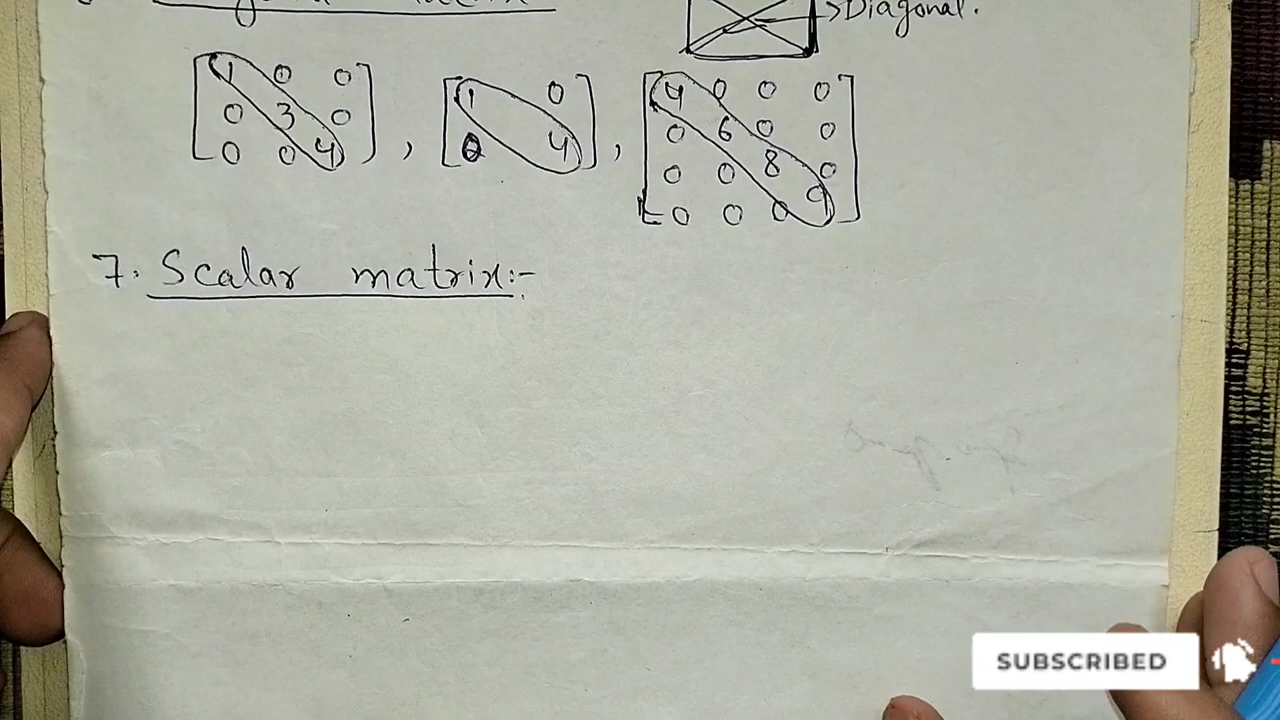 Diagonal.
[1 0 0] [1 0] [4 0 0 0]
[0 3 0] , [0 4] , [0 6 0 0]
[0 0 4] [0 0 8 0]
[0 0 0 9]
7. Scalar matrix:-
SUBSCRIBED